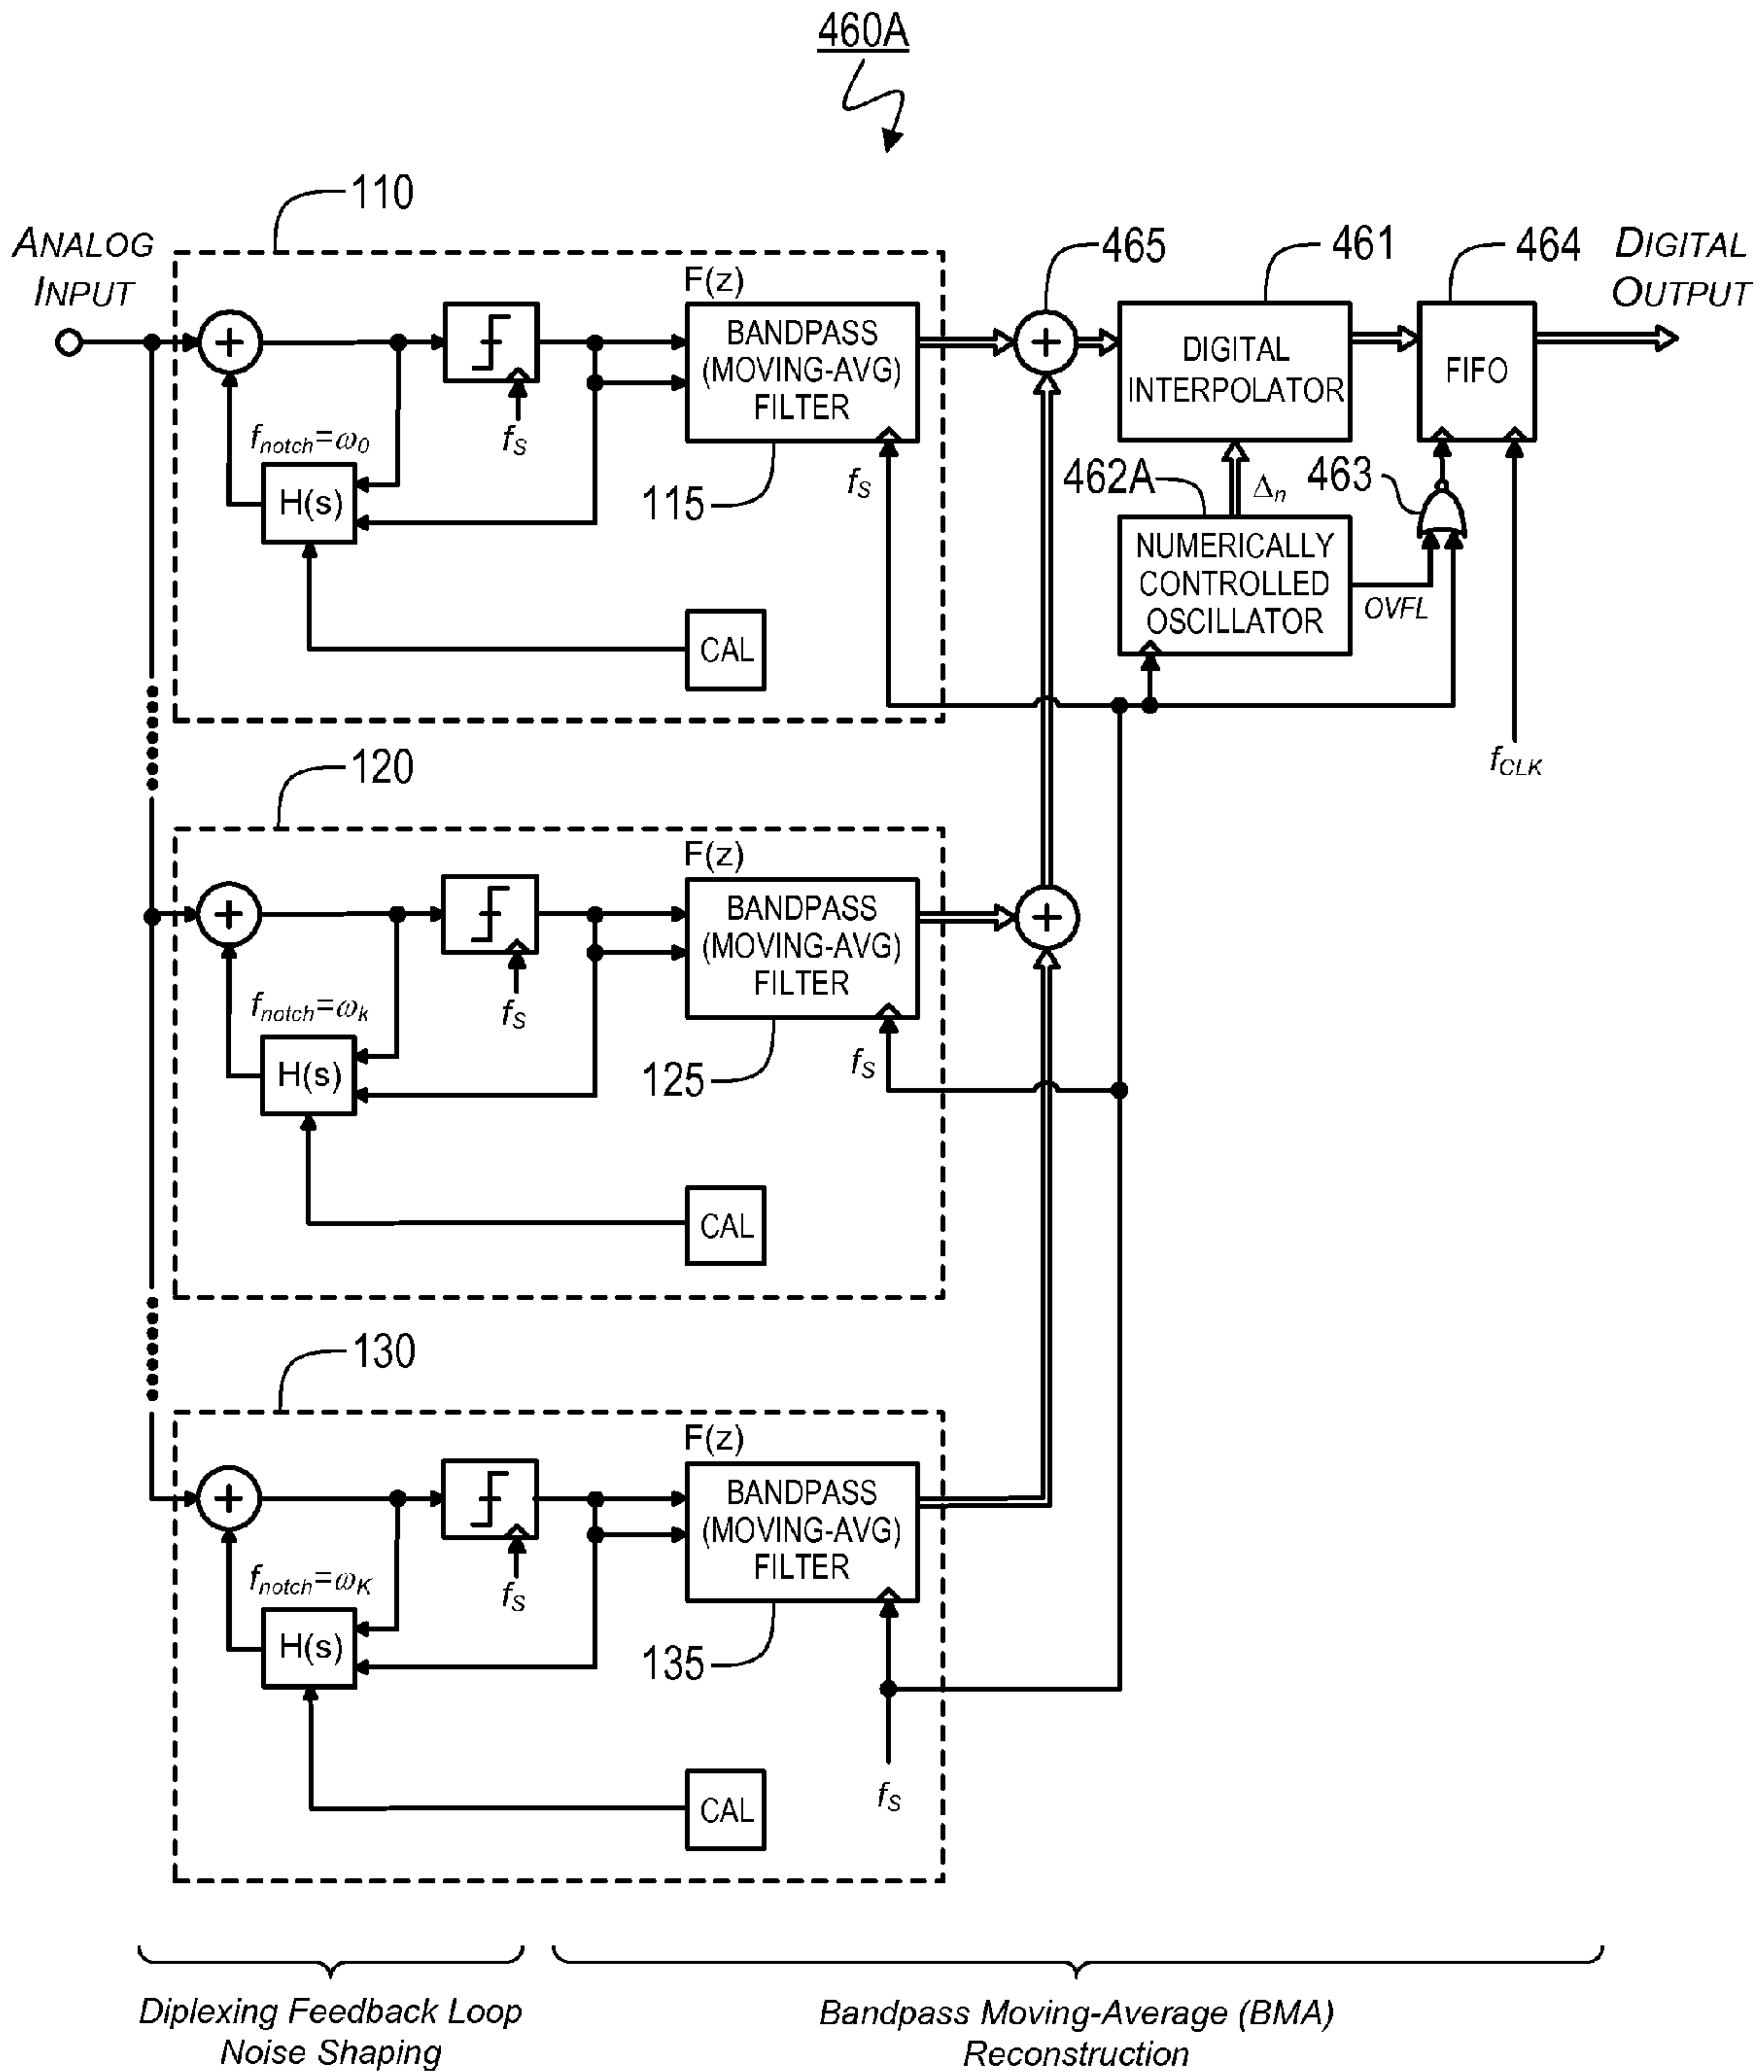 460A
110
465
461
464
ANALOG
INPUT
DIGITAL
OUTPUT
F(z)
+
BANDPASS
(MOVING-AVG)
FILTER
+
DIGITAL
INTERPOLATOR
FIFO
fnotch=ω0
fS
H(s)
115
fS
462A
Δn
463
NUMERICALLY
CONTROLLED
OSCILLATOR
OVFL
CAL
fCLK
120
F(z)
+
BANDPASS
(MOVING-AVG)
FILTER
+
fnotch=ωk
fS
H(s)
125
fS
CAL
130
F(z)
+
BANDPASS
(MOVING-AVG)
FILTER
fnotch=ωK
fS
H(s)
135
fS
CAL
Diplexing Feedback Loop
Noise Shaping
Bandpass Moving-Average (BMA)
Reconstruction